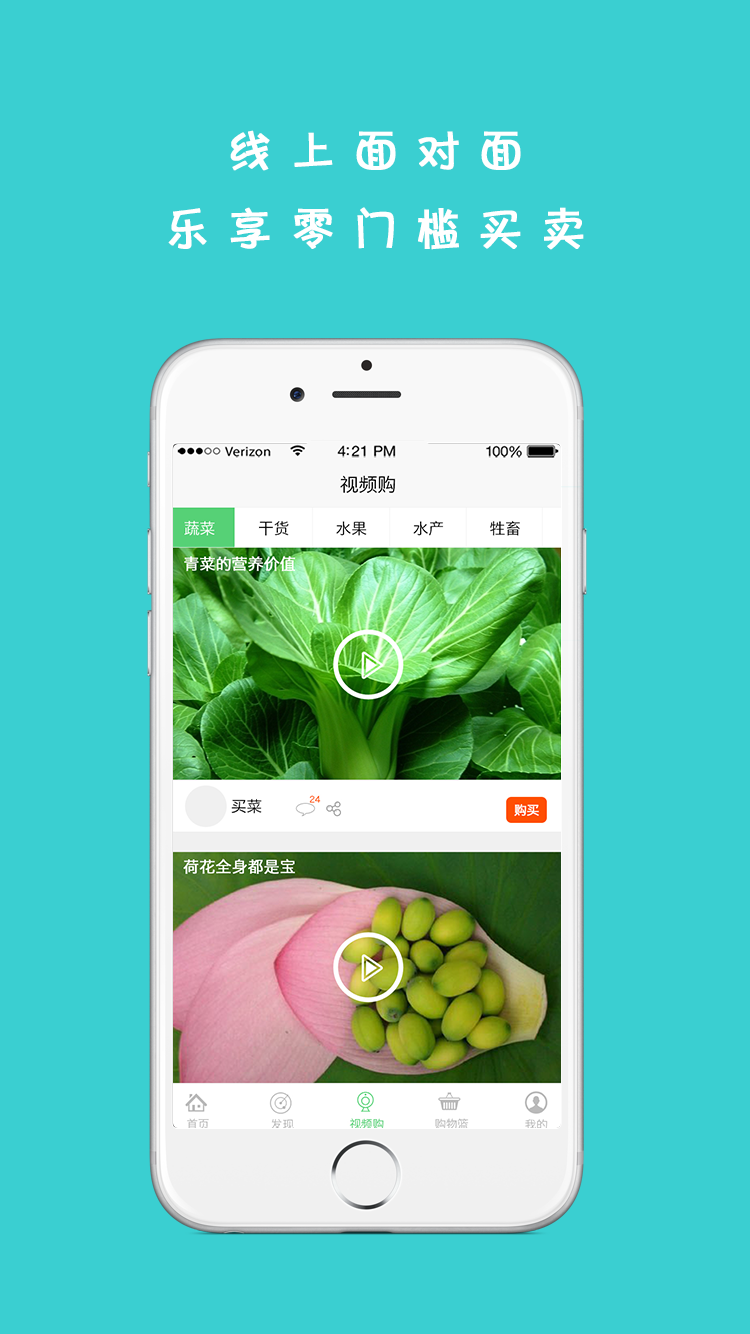 线上面对面
乐享零门槛买卖
Verizon 4:21 PM 100%
视频购
蔬菜 干货 水果 水产 牲畜
青菜的营养价值
买菜 24 购买
荷花全身都是宝
首页 发现 视频购 购物篮 我的